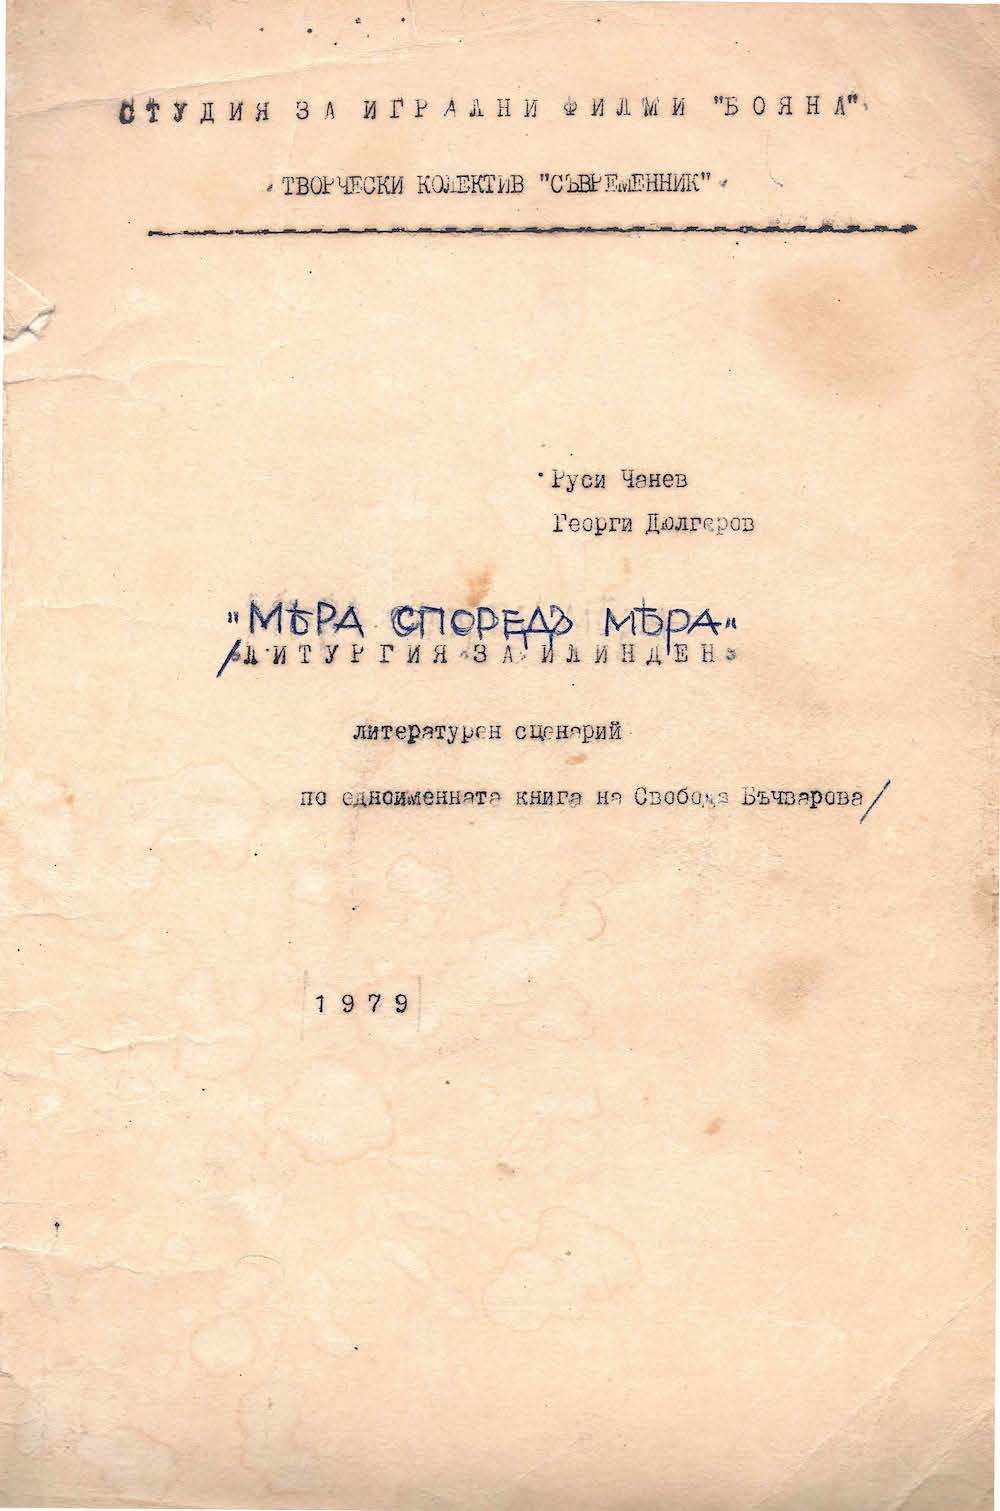 СТУДИЯ ЗА ИГРАЛНИ ФИЛМИ "БОЯНА"
ТВОРЧЕСКИ КОЛЕКТИВ "СЪВРЕМЕННИК"
Руси Чанев
Георги Дюлгеров
"МѢРА СПОРЕДЪ МѢРА"
/ЛИТУРГИЯ ЗА ИЛИНДЕН
литературен сценарий
по едноименната книга на Свобода Бъчварова/
1979